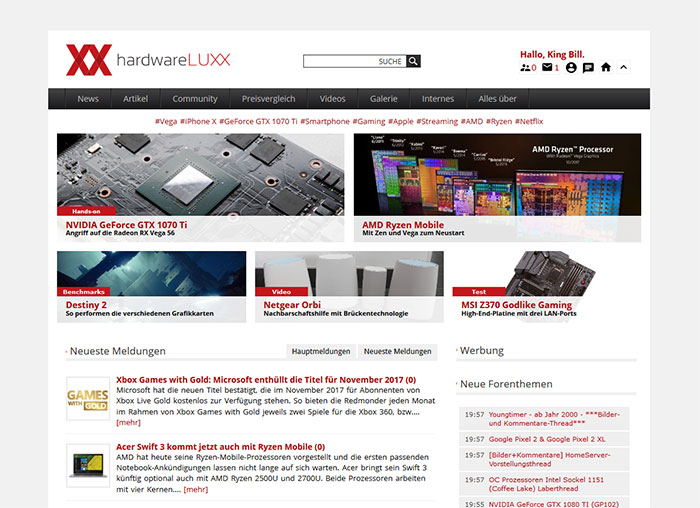 hardwareLUXX
SUCHE
Hallo, King Bill.
0 1
News Artikel Community Preisvergleich Videos Galerie Internes Alles über
#Vega #iPhone X #GeForce GTX 1070 Ti #Smartphone #Gaming #Apple #Streaming #AMD #Ryzen #Netflix
Hands-on
NVIDIA GeForce GTX 1070 Ti
Angriff auf die Radeon RX Vega 56
AMD Ryzen™ Processor
With Radeon™ Vega Graphics
AMD Ryzen Mobile
Mit Zen und Vega zum Neustart
Benchmarks
Destiny 2
So performen die verschiedenen Grafikkarten
Video
Netgear Orbi
Nachbarschaftshilfe mit Brückentechnologie
Test
MSI Z370 Godlike Gaming
High-End-Platine mit drei LAN-Ports
Neueste Meldungen
Hauptmeldungen Neueste Meldungen
GAMES
WITH GOLD
Xbox Games with Gold: Microsoft enthüllt die Titel für November 2017 (0)
Microsoft hat die neuen Titel bestätigt, die im November 2017 für Abonnenten von
Xbox Live Gold kostenlos zur Verfügung stehen. So bieten die Redmonder jeden Monat
im Rahmen von Xbox Games with Gold jeweils zwei Spiele für die Xbox 360, bzw....
[mehr]
Acer Swift 3 kommt jetzt auch mit Ryzen Mobile (0)
AMD hat heute seine Ryzen-Mobile-Prozessoren vorgestellt und die ersten passenden
Notebook-Ankündigungen lassen nicht lange auf sich warten. Acer bringt sein Swift 3
künftig optional auch mit AMD Ryzen 2500U und 2700U. Beide Prozessoren arbeiten
mit vier Kernen.... [mehr]
Werbung
Neue Forenthemen
19:57 Youngtimer - ab Jahr 2000 - ***Bilder-
und Kommentare-Thread***
19:57 Google Pixel 2 & Google Pixel 2 XL
19:57 [Bilder+Kommentare] HomeServer-
Vorstellungsthread
19:56 OC Prozessoren Intel Sockel 1151
(Coffee Lake) Laberthread
19:55 NVIDIA GeForce GTX 1080 TI (GP102)